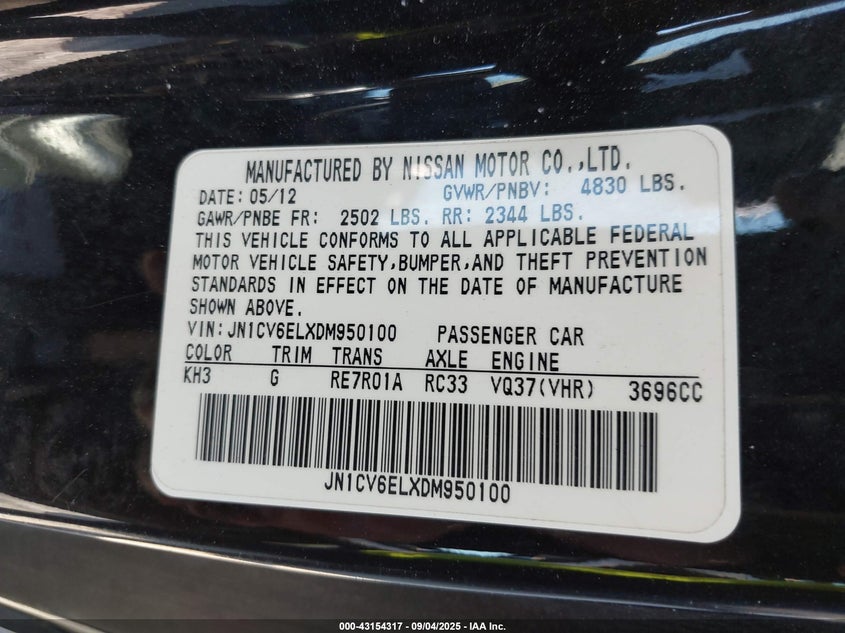 MANUFACTURED BY NISSAN MOTOR CO.,LTD.
DATE: 05/12 GVWR/PNBV: 4830 LBS.
GAWR/PNBE FR: 2502 LBS. RR: 2344 LBS.
THIS VEHICLE CONFORMS TO ALL APPLICABLE FEDERAL
MOTOR VEHICLE SAFETY,BUMPER,AND THEFT PREVENTION
STANDARDS IN EFFECT ON THE DATE OF MANUFACTURE
SHOWN ABOVE.
VIN:JN1CV6ELXDM950100 PASSENGER CAR
COLOR TRIM TRANS AXLE ENGINE
KH3 G RE7R01A RC33 VQ37(VHR) 3696CC
JN1CV6ELXDM950100
000-43154317 - 09/04/2025 - IAA Inc.